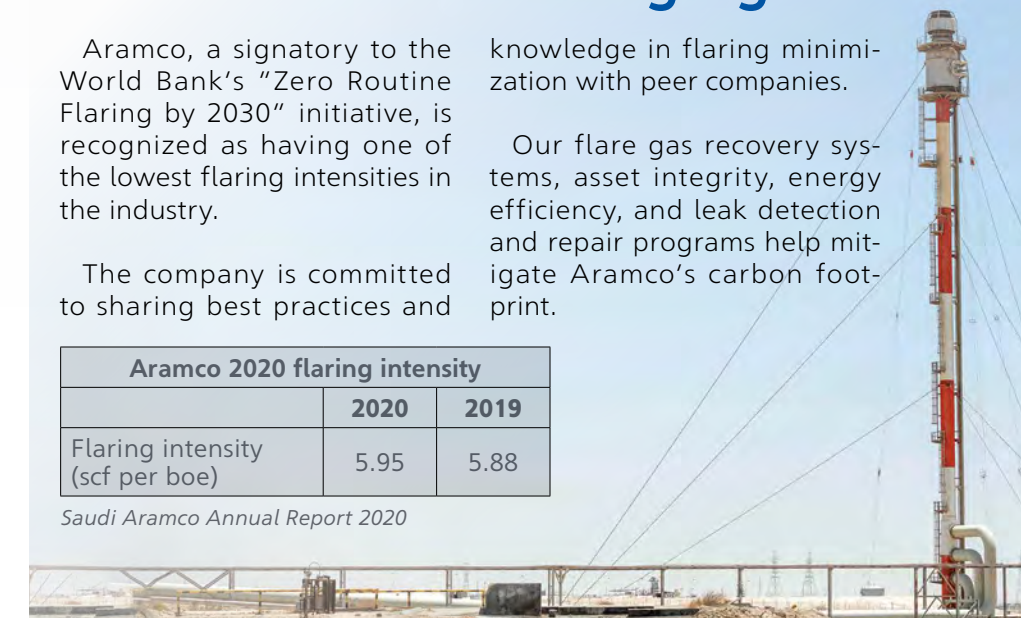 Aramco, a signatory to the
World Bank’s “Zero Routine
Flaring by 2030” initiative, is
recognized as having one of
the lowest flaring intensities in
the industry.
The company is committed
to sharing best practices and
knowledge in flaring minimi-
zation with peer companies.
Our flare gas recovery sys-
tems, asset integrity, energy
efficiency, and leak detection
and repair programs help mit-
igate Aramco’s carbon foot-
print.
Aramco 2020 flaring intensity
2020 2019
Flaring intensity
(scf per boe) 5.95 5.88
Saudi Aramco Annual Report 2020